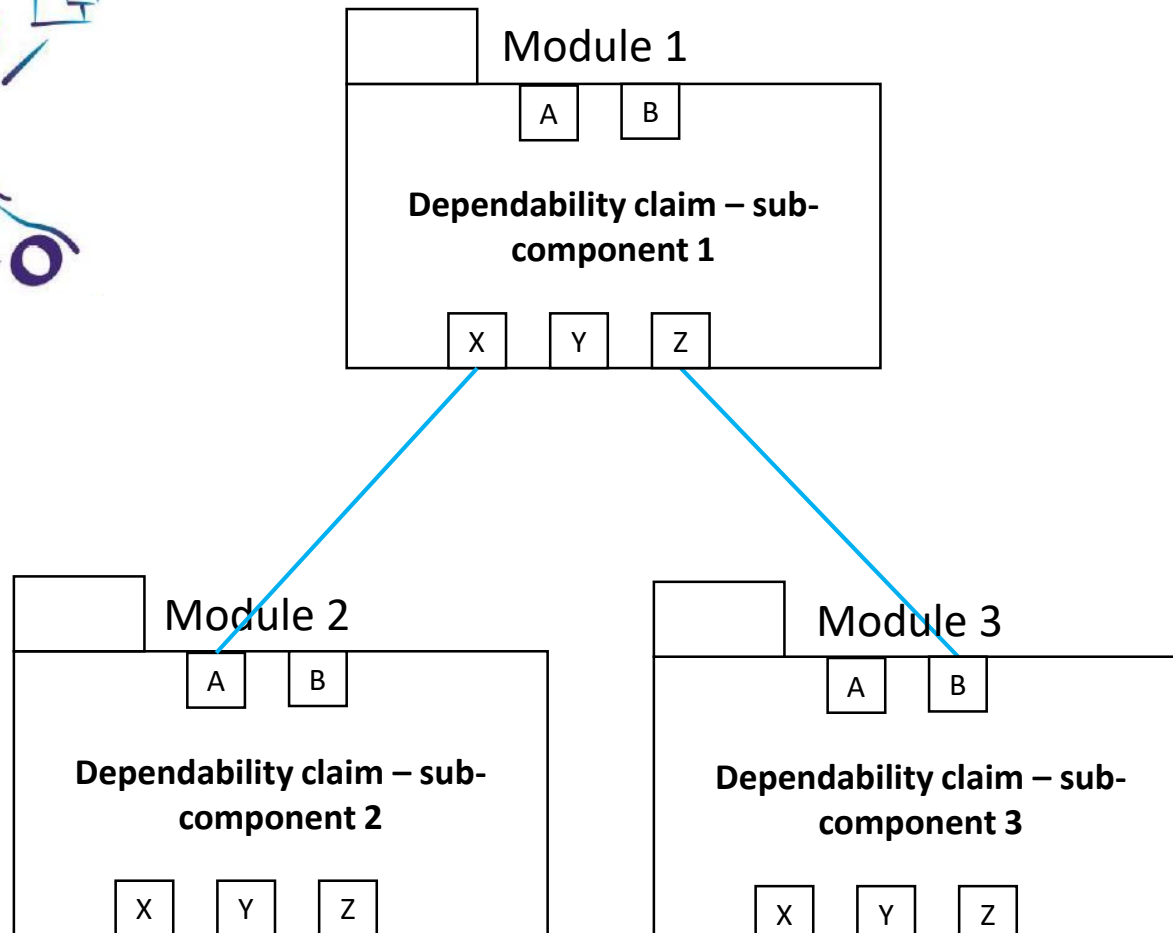 Module 1
A B
Dependability claim – sub-
component 1
X Y Z
Module 2
A B
Dependability claim – sub-
component 2
X Y Z
Module 3
A B
Dependability claim – sub-
component 3
X Y Z